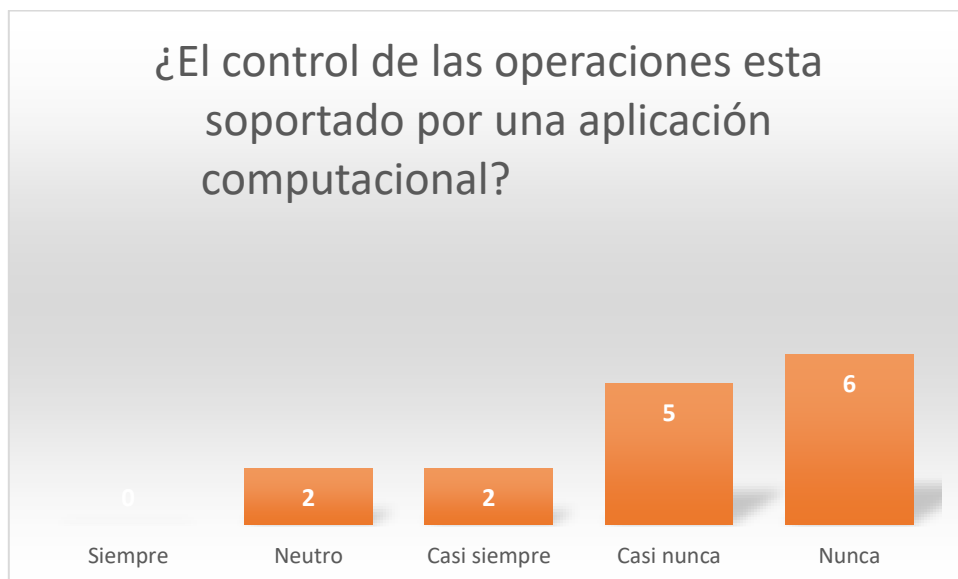 ¿El control de las operaciones esta
soportado por una aplicación
computacional?
0 2 2 5 6
Siempre Neutro Casi siempre Casi nunca Nunca